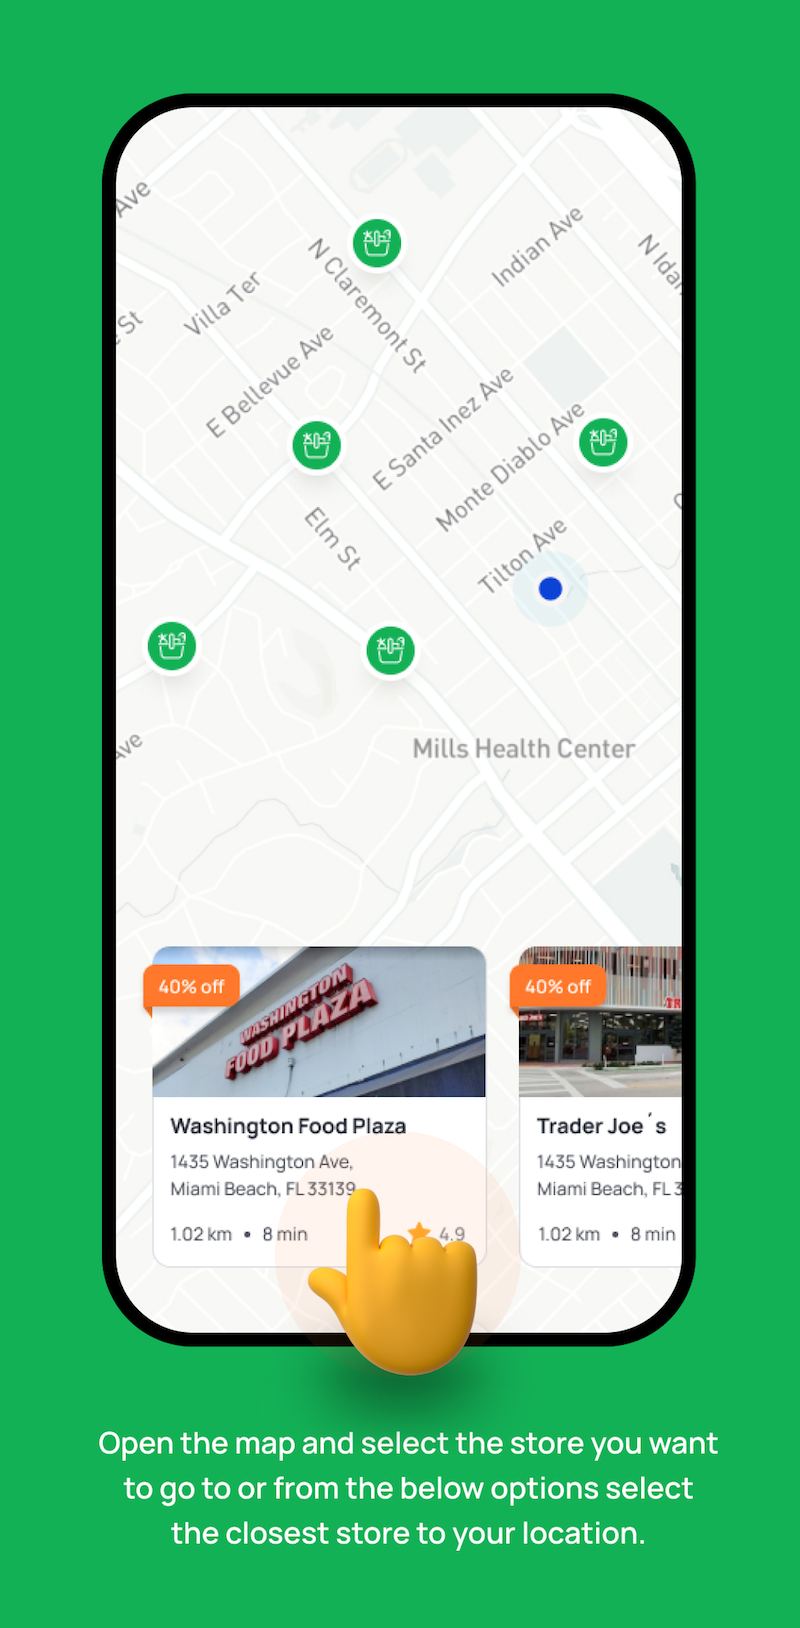 Ave
N Claremont St
Indian Ave
Villa Ter
St
E Bellevue Ave
E Santa Inez Ave
Monte Diablo Ave
Elm St
Tilton Ave
Ave
Mills Health Center
WASHINGTON
FOOD PLAZA
40% off
40% off
Washington Food Plaza
1435 Washington Ave,
Miami Beach, FL 33139
1.02 km • 8 min
4.9
Trader Joe´s
1435 Washington
Miami Beach, FL 3
1.02 km • 8 min
Open the map and select the store you want
to go to or from the below options select
the closest store to your location.